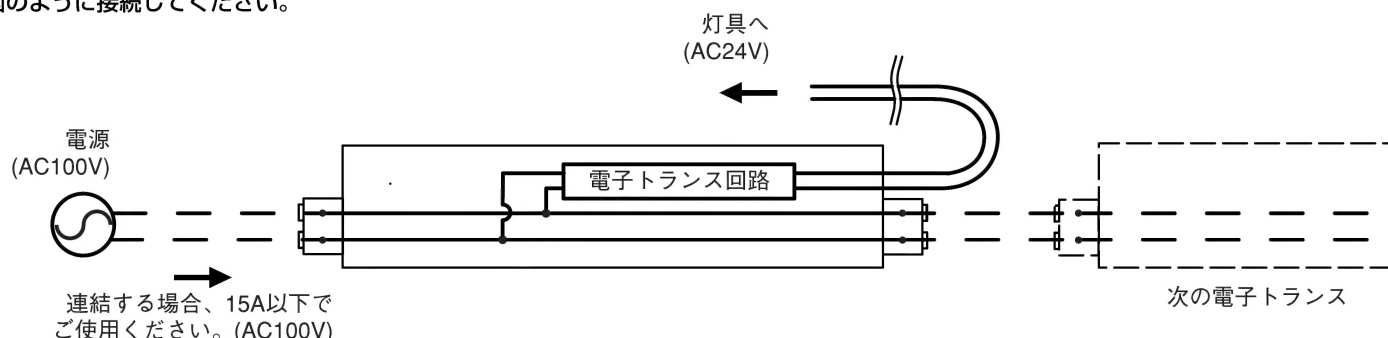 図のように接続してください。
灯具へ
(AC24V)
電源
(AC100V)
電子トランス回路
連結する場合、15A以下で
ご使用ください。(AC100V)
次の電子トランス